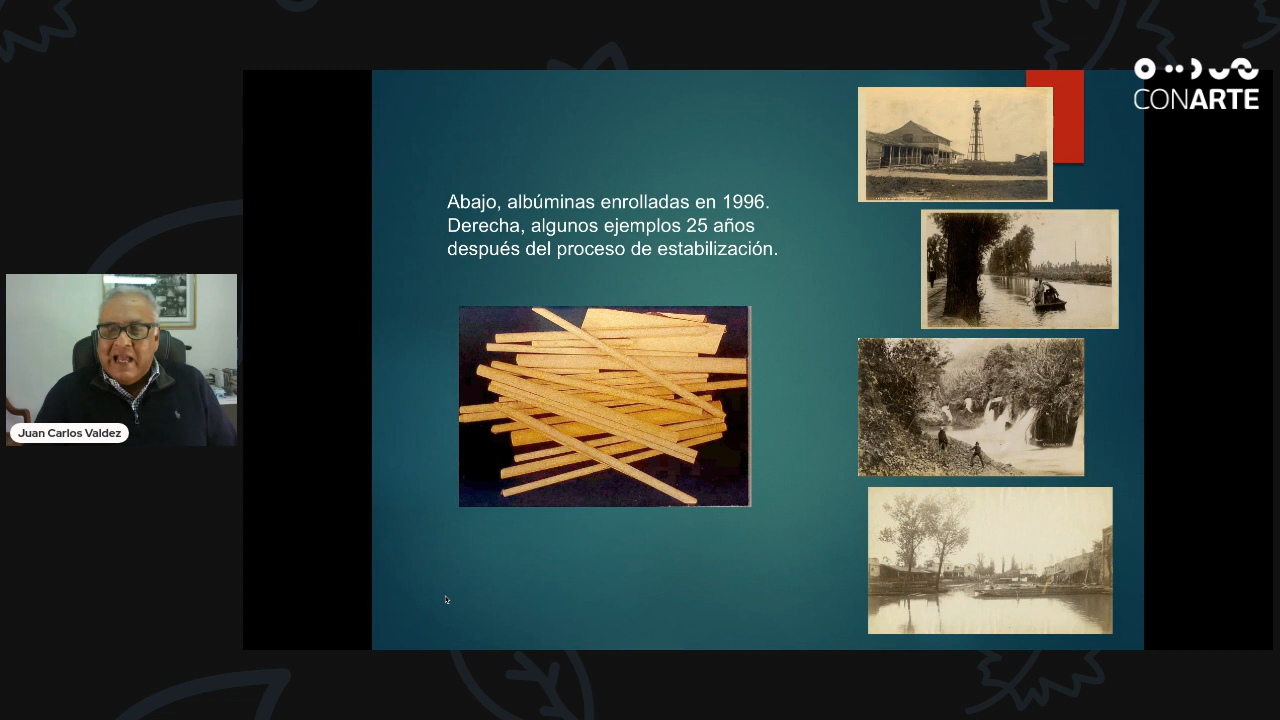 CONARTE
Abajo, albúminas enrolladas en 1996.
Derecha, algunos ejemplos 25 años
después del proceso de estabilización.
Juan Carlos Valdez